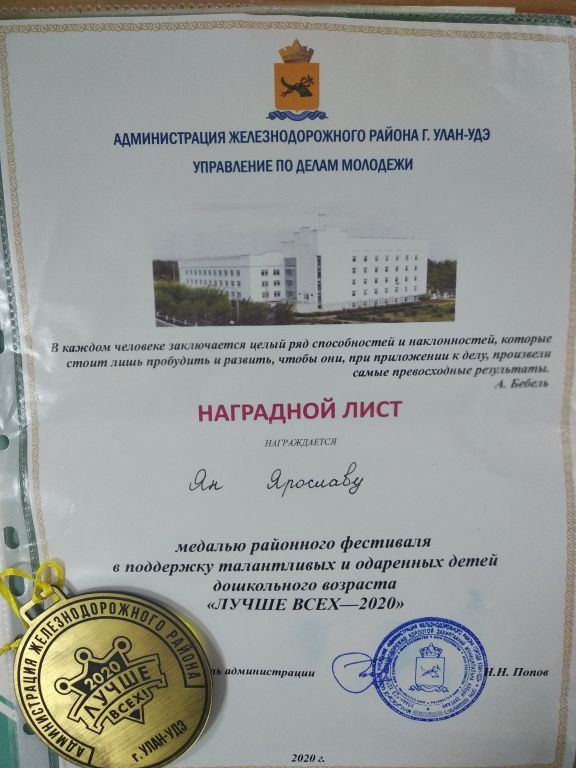 АДМИНИСТРАЦИЯ ЖЕЛЕЗНОДОРОЖНОГО РАЙОНА Г. УЛАН-УДЭ
УПРАВЛЕНИЕ ПО ДЕЛАМ МОЛОДЕЖИ
В каждом человеке заключается целый ряд способностей и наклонностей, которые
стоит лишь пробудить и развить, чтобы они, при приложении к делу, произвели
самые превосходные результаты.
А. Бебель
НАГРАДНОЙ ЛИСТ
НАГРАЖДАЕТСЯ
Ян Ярославу
медалью районного фестиваля
в поддержку талантливых и одаренных детей
дошкольного возраста
«ЛУЧШЕ ВСЕХ—2020»
администрации Н.Н. Попов
2020 г.
АДМИНИСТРАЦИЯ ЖЕЛЕЗНОДОРОЖНОГО РАЙОНА
2020
ЛУЧШЕ
ВСЕХ!
г. УЛАН-УДЭ